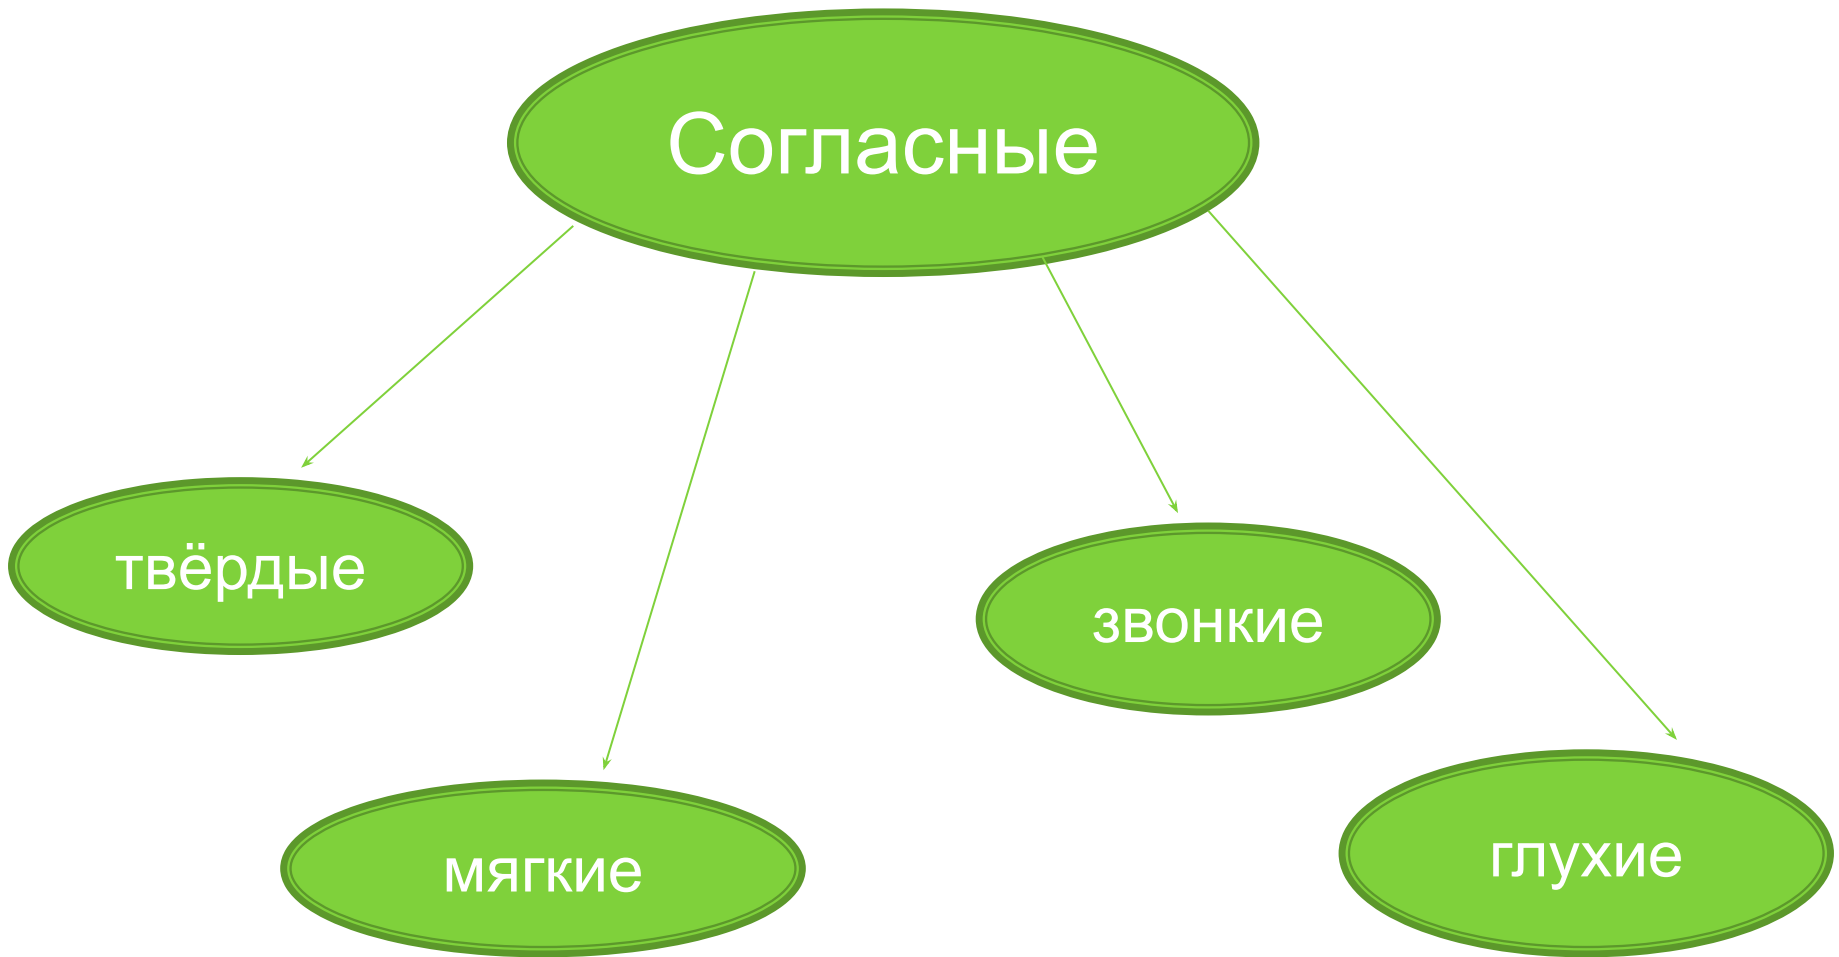 Согласные
твёрдые
звонкие
мягкие
глухие